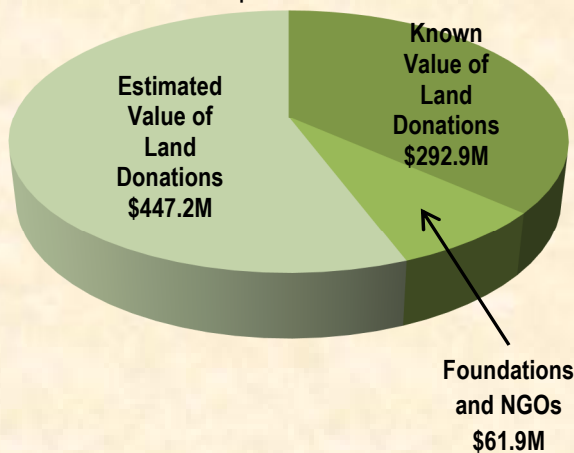 Known
Value of
Land
Donations
$292.9M
Estimated
Value of
Land
Donations
$447.2M
Foundations
and NGOs
$61.9M